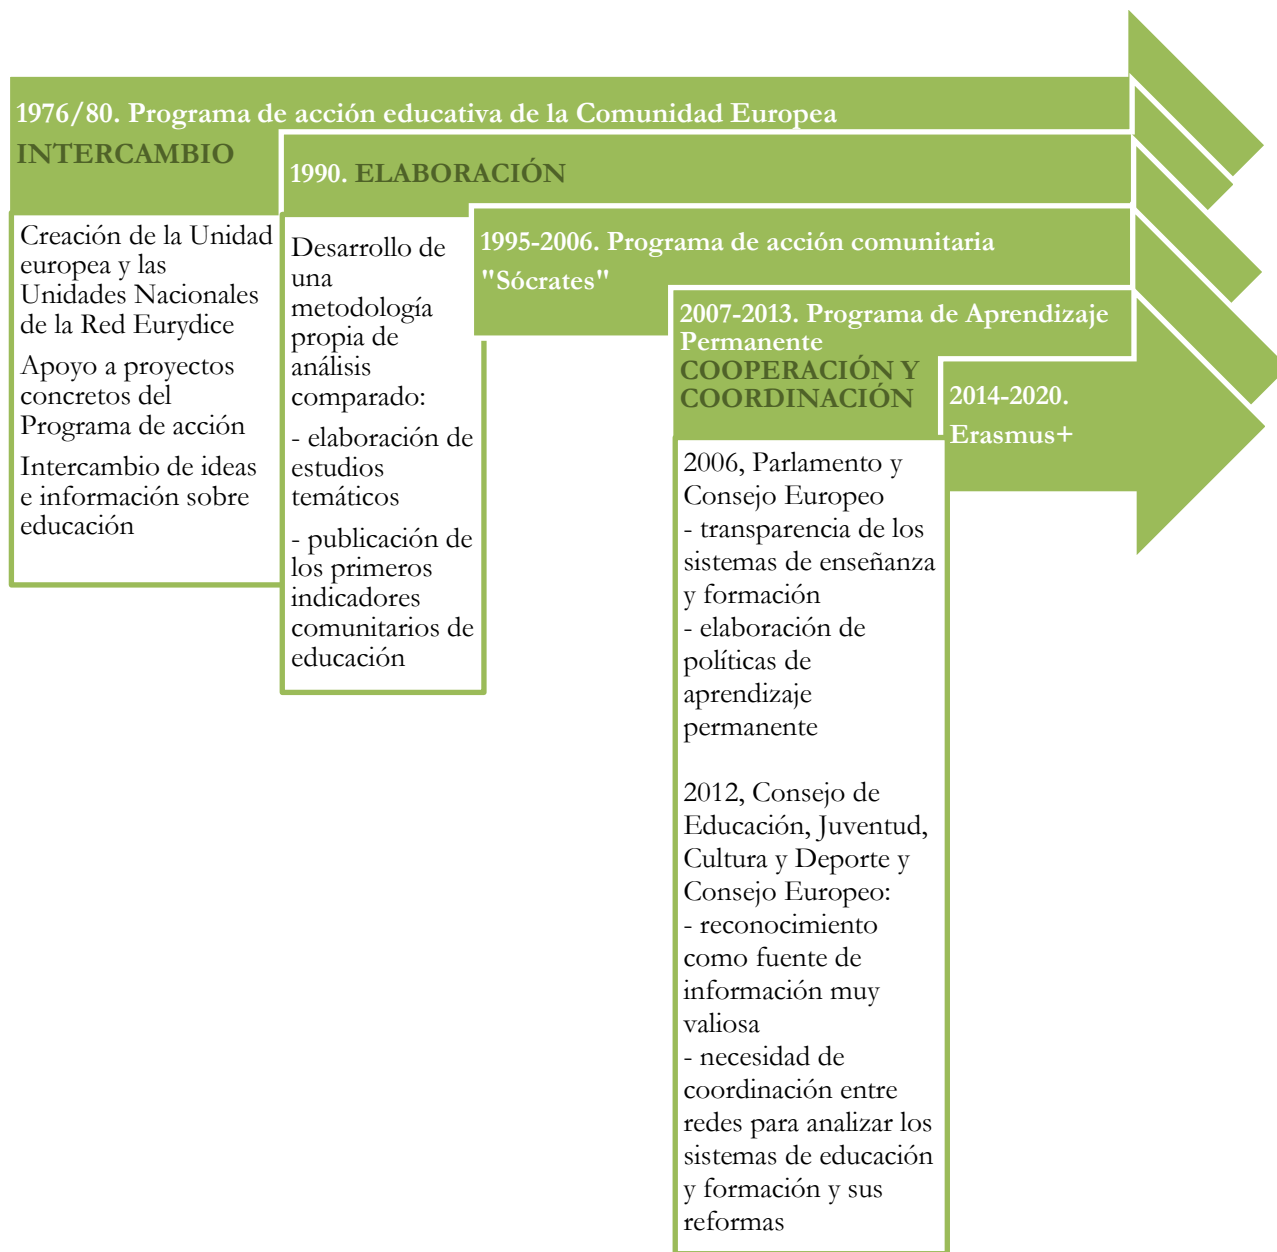 1976/80. Programa de acción educativa de la Comunidad Europea
INTERCAMBIO
Creación de la Unidad
europea y las
Unidades Nacionales
de la Red Eurydice
Apoyo a proyectos
concretos del
Programa de acción
Intercambio de ideas
e información sobre
educación
1990. ELABORACIÓN
Desarrollo de
una
metodología
propia de
análisis
comparado:
- elaboración de
estudios
temáticos
- publicación de
los primeros
indicadores
comunitarios de
educación
1995-2006. Programa de acción comunitaria
"Sócrates"
2007-2013. Programa de Aprendizaje
Permanente
COOPERACIÓN Y
COORDINACIÓN
2006, Parlamento y
Consejo Europeo
- transparencia de los
sistemas de enseñanza
y formación
- elaboración de
políticas de
aprendizaje
permanente
2012, Consejo de
Educación, Juventud,
Cultura y Deporte y
Consejo Europeo:
- reconocimiento
como fuente de
información muy
valiosa
- necesidad de
coordinación entre
redes para analizar los
sistemas de educación
y formación y sus
reformas
2014-2020.
Erasmus+